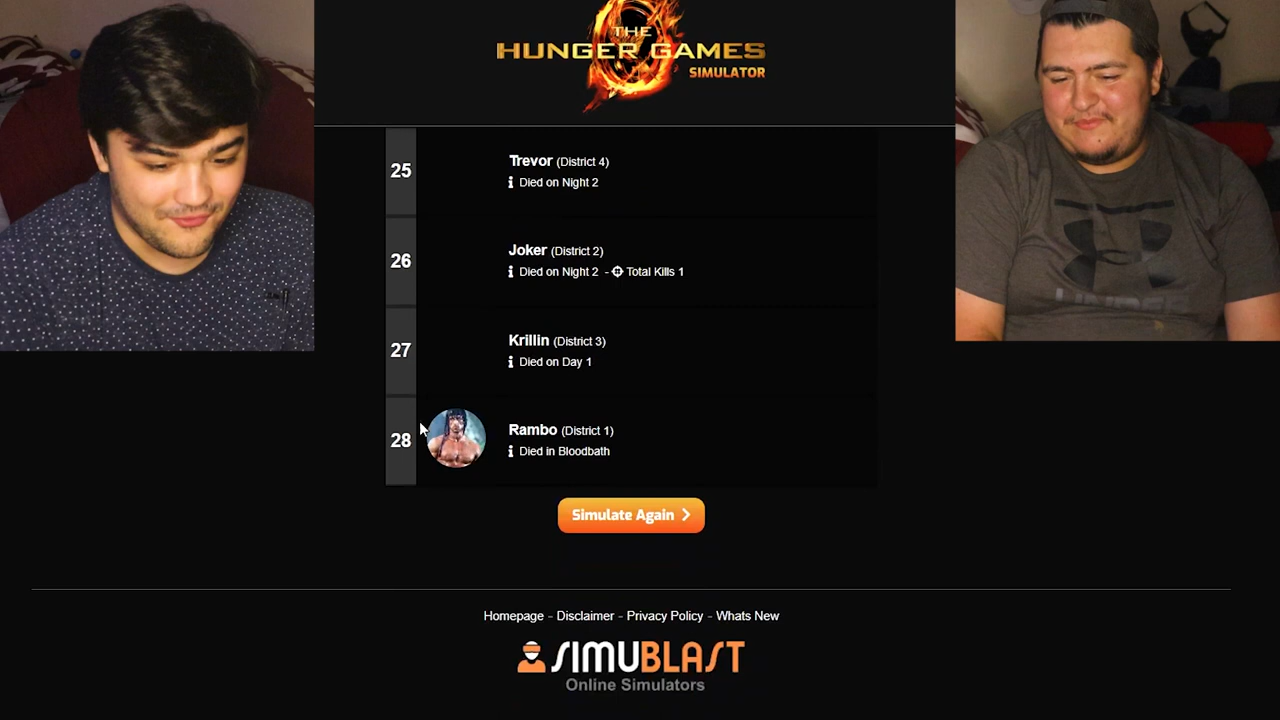 THE
HUNGER GAMES
SIMULATOR
25
Trevor (District 4)
Died on Night 2
26
Joker (District 2)
Died on Night 2 - Total Kills 1
27
Krillin (District 3)
Died on Day 1
28
Rambo (District 1)
Died in Bloodbath
Simulate Again
Homepage - Disclaimer - Privacy Policy - Whats New
SIMUBLAST
Online Simulators